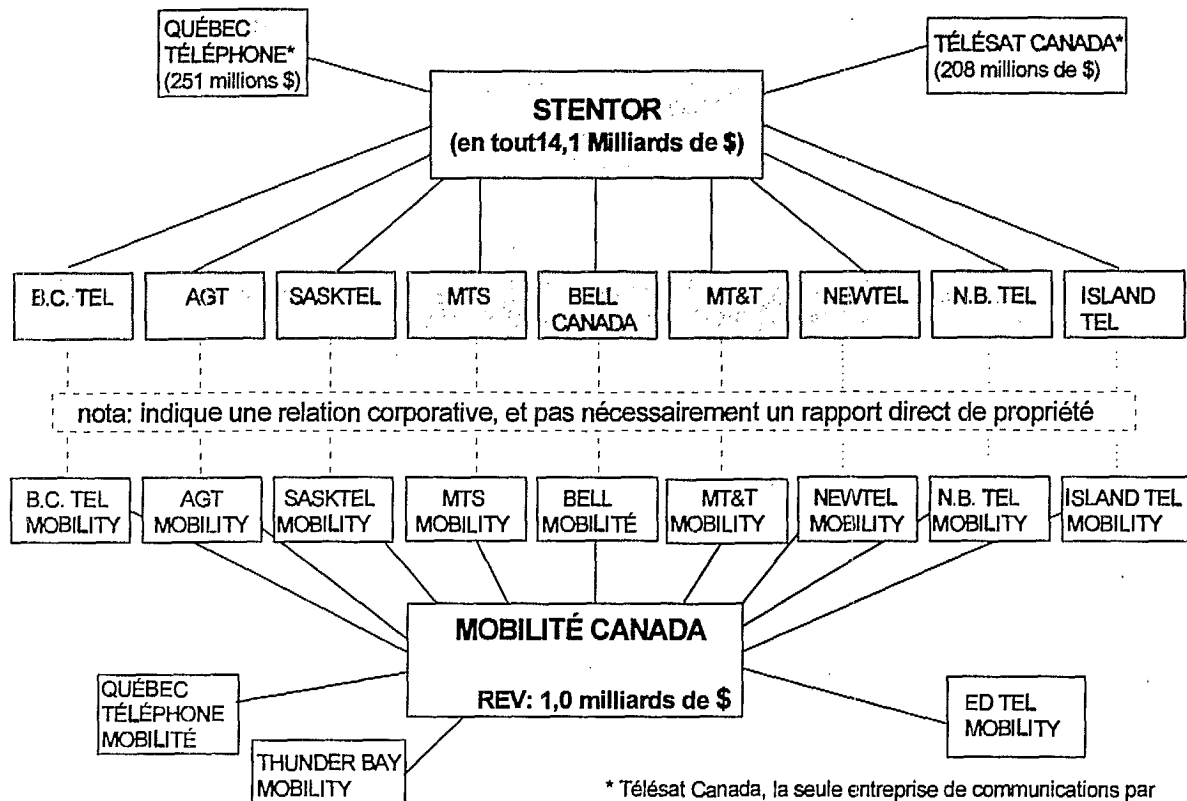 QUÉBEC
TÉLÉPHONE*
(251 millions $)
TÉLÉSAT CANADA*
(208 millions de $)
STENTOR
(en tout14,1 Milliards de $)
B.C. TEL
AGT
SASKTEL
MTS
BELL
CANADA
MT&T
NEWTEL
N.B. TEL
ISLAND
TEL
nota: indique une relation corporative, et pas nécessairement un rapport direct de propriété
B.C. TEL
MOBILITY
AGT
MOBILITY
SASKTEL
MOBILITY
MTS
MOBILITY
BELL
MOBILITÉ
MT&T
MOBILITY
NEWTEL
MOBILITY
N.B. TEL
MOBILITY
ISLAND TEL
MOBILITY
MOBILITÉ CANADA
REV: 1,0 milliards de $
QUÉBEC
TÉLÉPHONE
MOBILITÉ
THUNDER BAY
MOBILITY
ED TEL
MOBILITY
* Télésat Canada, la seule entreprise de communications par